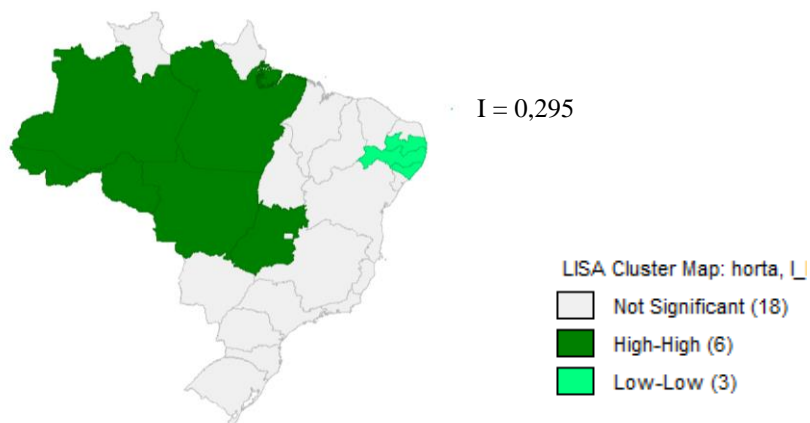 I = 0,295
LISA Cluster Map: horta, I_
Not Significant (18)
High-High (6)
Low-Low (3)